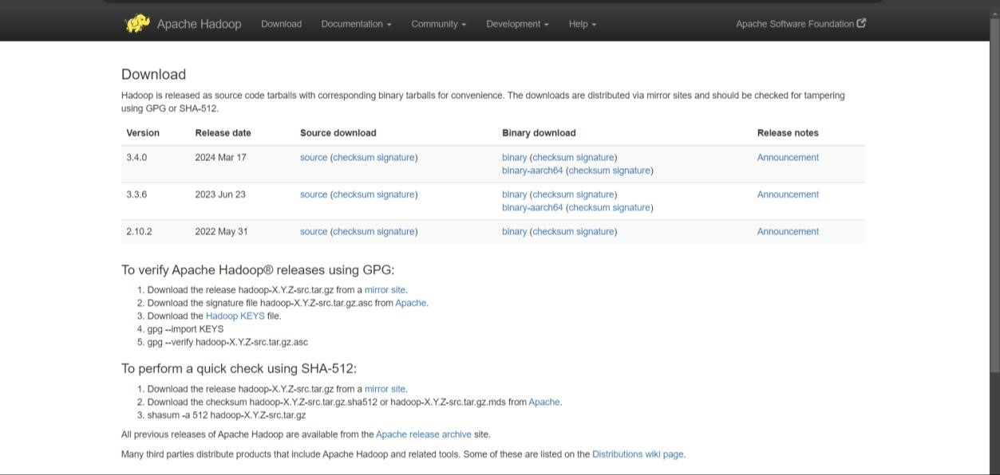 Apache Hadoop Download Documentation Community Development Help Apache Software Foundation
Download
Hadoop is released as source code tarballs with corresponding binary tarballs for convenience. The downloads are distributed via mirror sites and should be checked for tampering
using GPG or SHA-512.
Version Release date Source download Binary download Release notes
3.4.0 2024 Mar 17 source (checksum signature) binary (checksum signature) Announcement
binary-aarch64 (checksum signature)
3.3.6 2023 Jun 23 source (checksum signature) binary (checksum signature) Announcement
binary-aarch64 (checksum signature)
2.10.2 2022 May 31 source (checksum signature) binary (checksum signature) Announcement
To verify Apache Hadoop® releases using GPG:
1. Download the release hadoop-X.Y.Z-src.tar.gz from a mirror site.
2. Download the signature file hadoop-X.Y.Z-src.tar.gz.asc from Apache.
3. Download the Hadoop KEYS file.
4. gpg --import KEYS
5. gpg --verify hadoop-X.Y.Z-src.tar.gz.asc
To perform a quick check using SHA-512:
1. Download the release hadoop-X.Y.Z-src.tar.gz from a mirror site.
2. Download the checksum hadoop-X.Y.Z-src.tar.gz.sha512 or hadoop-X.Y.Z-src.tar.gz.mds from Apache.
3. shasum -a 512 hadoop-X.Y.Z-src.tar.gz
All previous releases of Apache Hadoop are available from the Apache release archive site.
Many third parties distribute products that include Apache Hadoop and related tools. Some of these are listed on the Distributions wiki page.